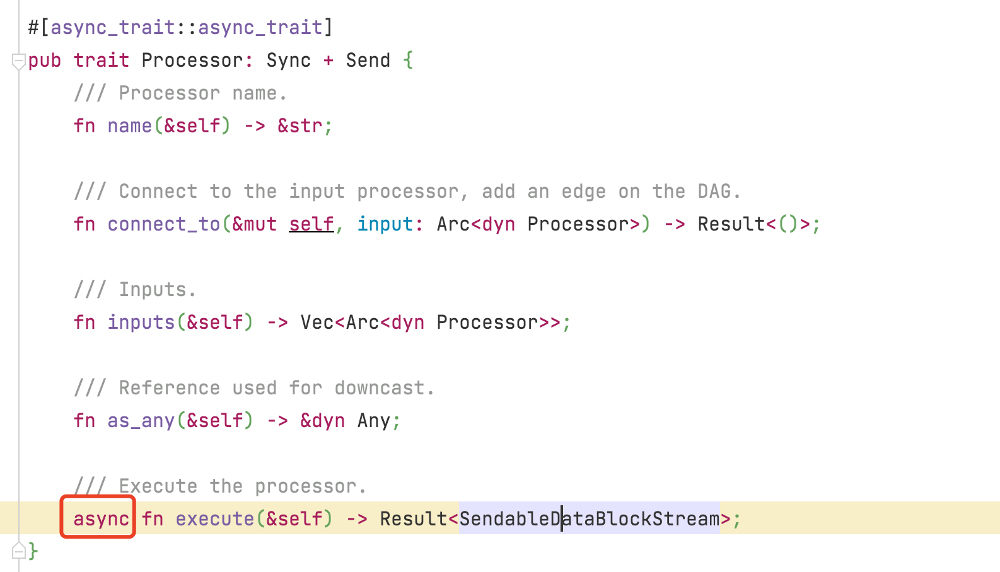 #[async_trait::async_trait]
pub trait Processor: Sync + Send {
/// Processor name.
fn name(&self) -> &str;
/// Connect to the input processor, add an edge on the DAG.
fn connect_to(&mut self, input: Arc<dyn Processor>) -> Result<()>;
/// Inputs.
fn inputs(&self) -> Vec<Arc<dyn Processor>>;
/// Reference used for downcast.
fn as_any(&self) -> &dyn Any;
/// Execute the processor.
async fn execute(&self) -> Result<SendableDataBlockStream>;
}